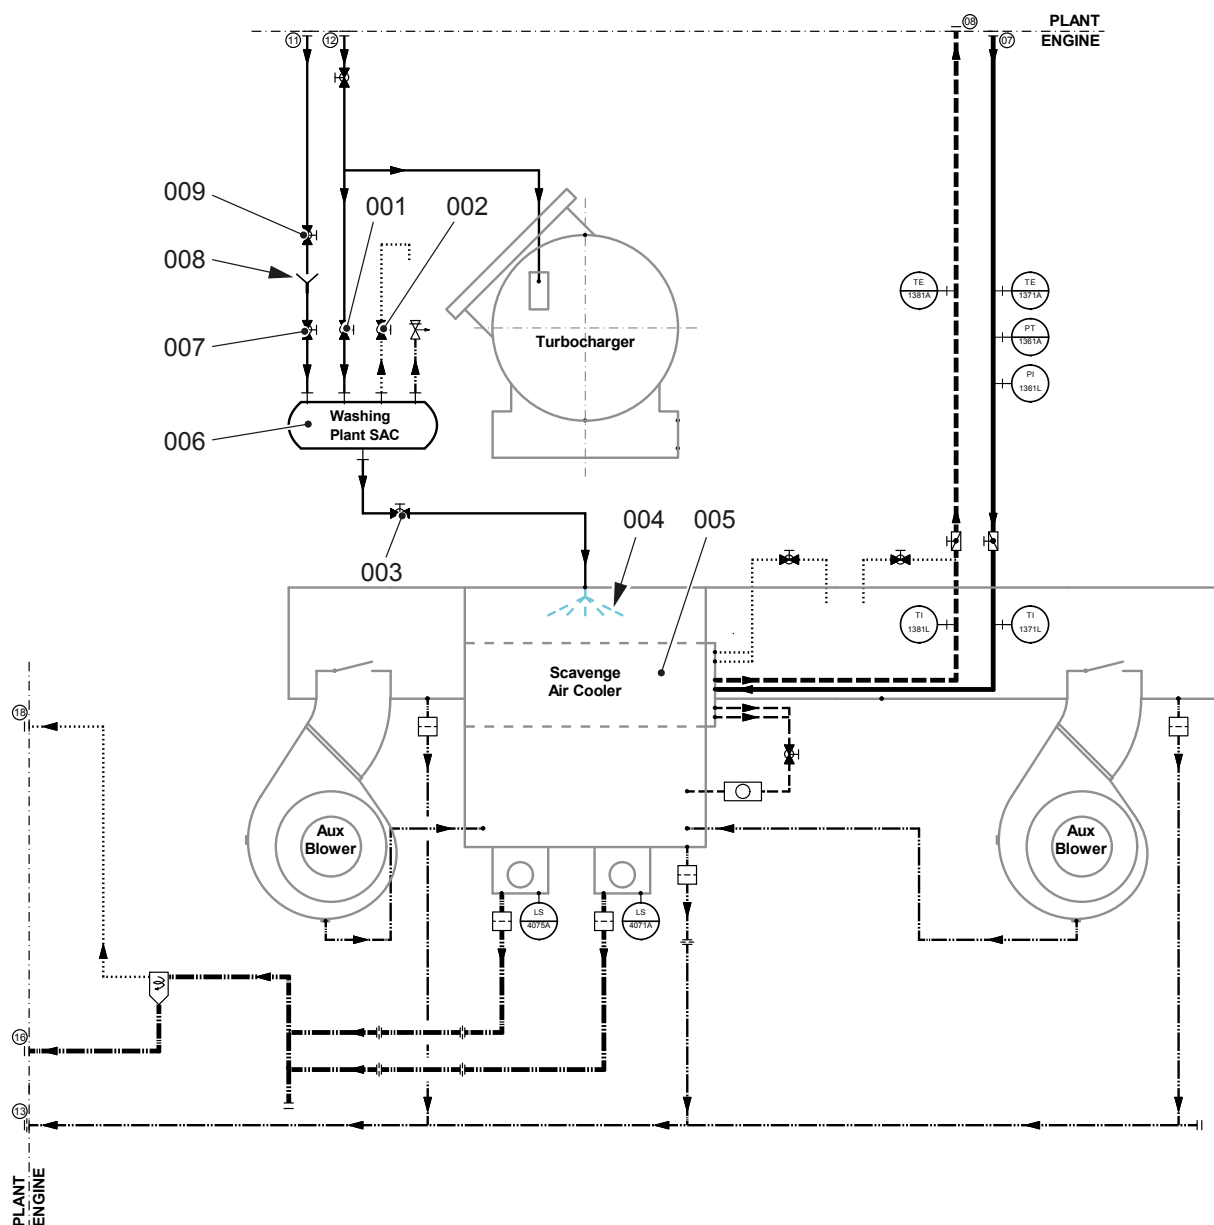 08
PLANT
11
12
07
ENGINE
009
001
002
008
TE
1381A
TE
1371A
PT
1361A
007
Turbocharger
PI
1361L
Washing
006
Plant SAC
004
005
003
TI
1381L
TI
1371L
Scavenge
Air Cooler
18
Aux
Blower
Aux
Blower
LS
4075A
LS
4071A
16
13
PLANT
ENGINE